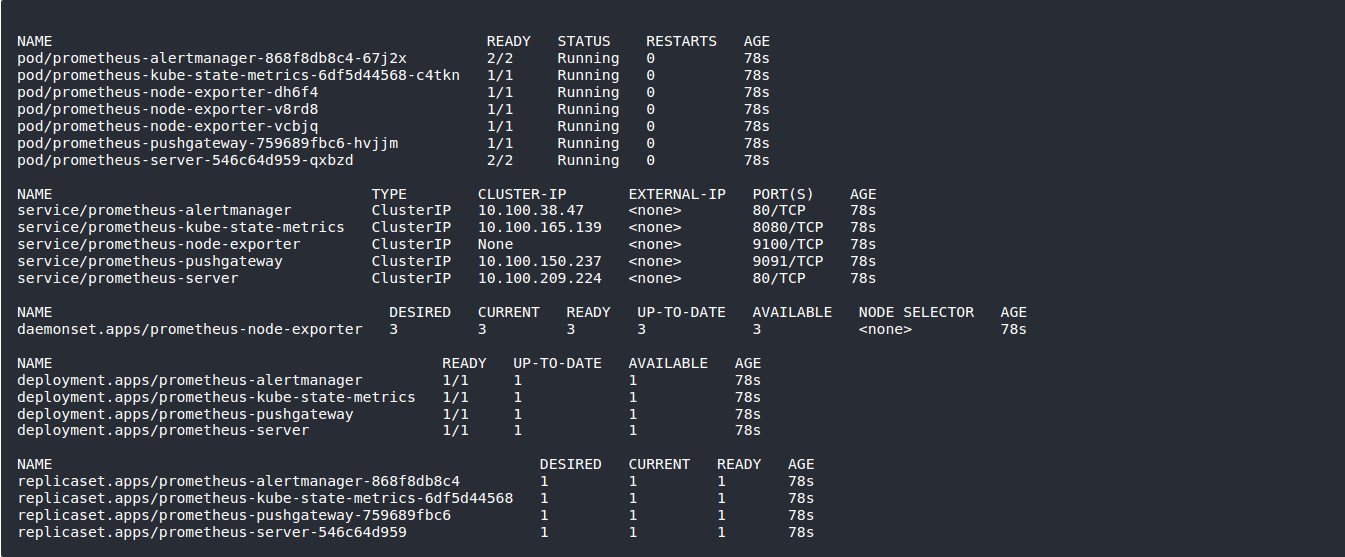 NAME                                                 READY   STATUS    RESTARTS   AGE
pod/prometheus-alertmanager-868f8db8c4-67j2x         2/2     Running   0          78s
pod/prometheus-kube-state-metrics-6df5d44568-c4tkn   1/1     Running   0          78s
pod/prometheus-node-exporter-dh6f4                   1/1     Running   0          78s
pod/prometheus-node-exporter-v8rd8                   1/1     Running   0          78s
pod/prometheus-node-exporter-vcbjq                   1/1     Running   0          78s
pod/prometheus-pushgateway-759689fbc6-hvjjm          1/1     Running   0          78s
pod/prometheus-server-546c64d959-qxbzd               2/2     Running   0          78s

NAME                                    TYPE        CLUSTER-IP       EXTERNAL-IP   PORT(S)    AGE
service/prometheus-alertmanager         ClusterIP   10.100.38.47     <none>        80/TCP     78s
service/prometheus-kube-state-metrics   ClusterIP   10.100.165.139   <none>        8080/TCP   78s
service/prometheus-node-exporter        ClusterIP   None             <none>        9100/TCP   78s
service/prometheus-pushgateway          ClusterIP   10.100.150.237   <none>        9091/TCP   78s
service/prometheus-server               ClusterIP   10.100.209.224   <none>        80/TCP     78s

NAME                                      DESIRED   CURRENT   READY   UP-TO-DATE   AVAILABLE   NODE SELECTOR   AGE
daemonset.apps/prometheus-node-exporter   3         3         3       3            3           <none>          78s

NAME                                            READY   UP-TO-DATE   AVAILABLE   AGE
deployment.apps/prometheus-alertmanager         1/1     1            1           78s
deployment.apps/prometheus-kube-state-metrics   1/1     1            1           78s
deployment.apps/prometheus-pushgateway          1/1     1            1           78s
deployment.apps/prometheus-server               1/1     1            1           78s

NAME                                                       DESIRED   CURRENT   READY   AGE
replicaset.apps/prometheus-alertmanager-868f8db8c4         1         1         1       78s
replicaset.apps/prometheus-kube-state-metrics-6df5d44568   1         1         1       78s
replicaset.apps/prometheus-pushgateway-759689fbc6          1         1         1       78s
replicaset.apps/prometheus-server-546c64d959               1         1         1       78s